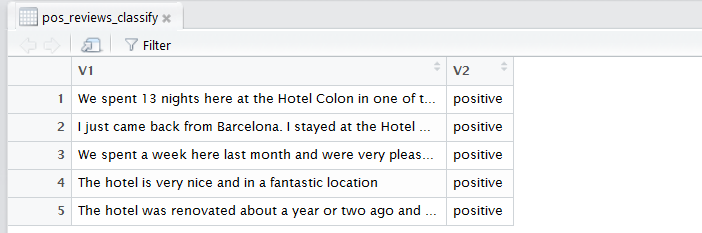 pos_reviews_classify
Filter
V1 V2
1 We spent 13 nights here at the Hotel Colon in one of t... positive
2 I just came back from Barcelona. I stayed at the Hotel ... positive
3 We spent a week here last month and were very pleas... positive
4 The hotel is very nice and in a fantastic location positive
5 The hotel was renovated about a year or two ago and ... positive